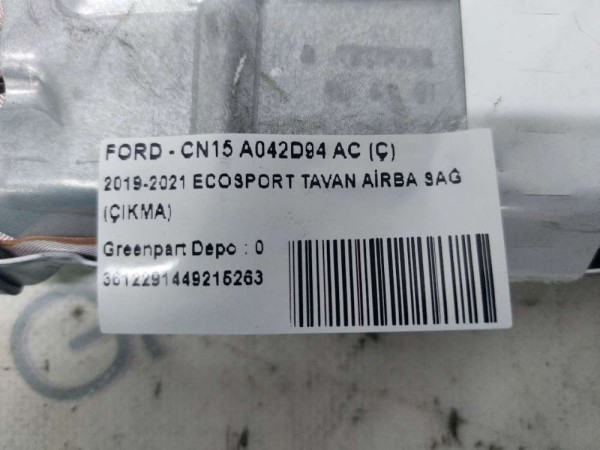 FORD - CN15 A042D94 AC (Ç)
2019-2021 ECOSPORT TAVAN AİRBA SAĞ
(ÇIKMA)
Greenpart Depo : 0
3612291449215263